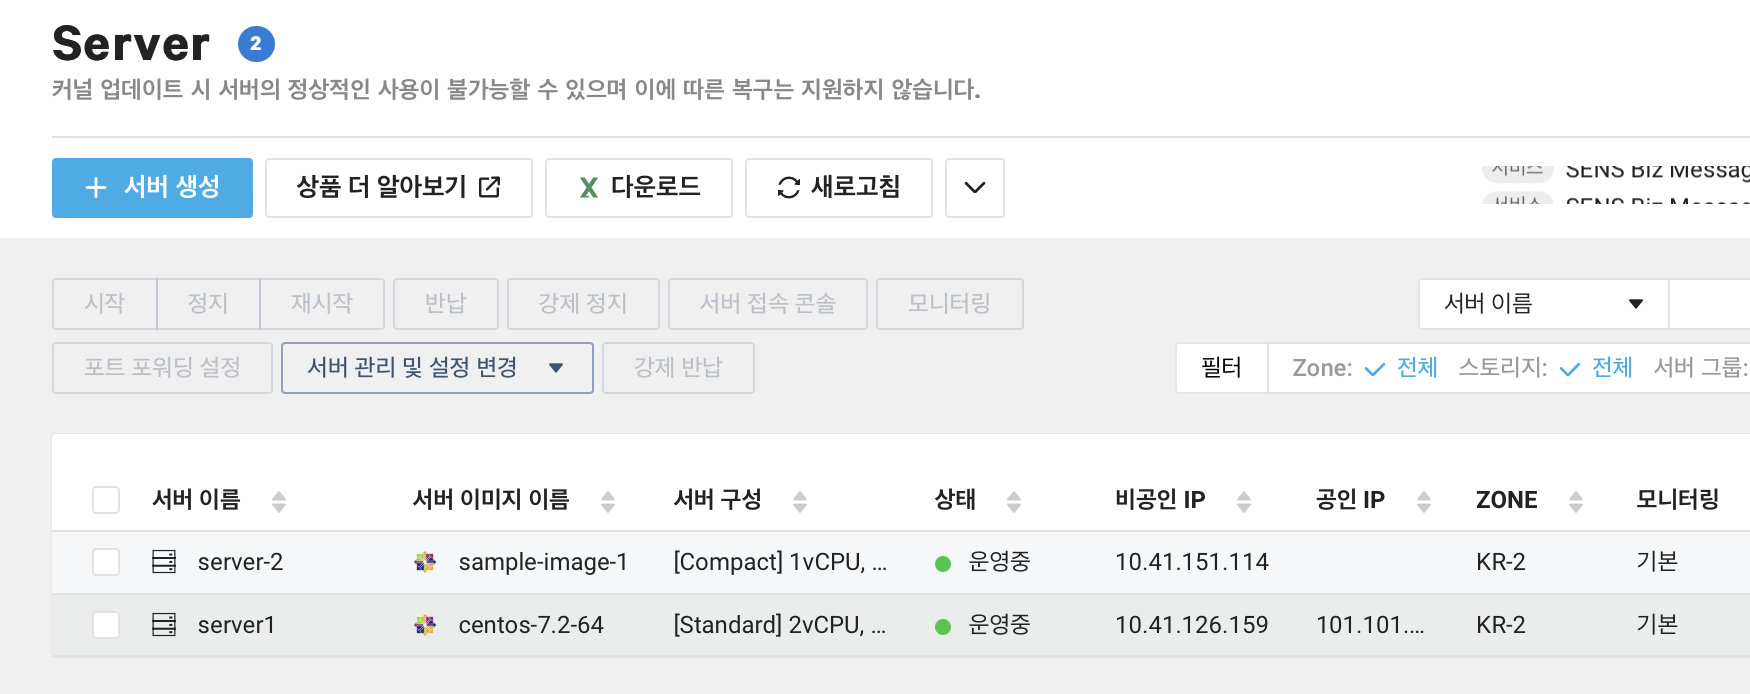 Server 2
커널 업데이트 시 서버의 정상적인 사용이 불가능할 수 있으며 이에 따른 복구는 지원하지 않습니다.
+ 서버 생성 상품 더 알아보기 다운로드 새로고침
서비스 SENS Biz Messag
서비스 SENS Biz Messag
시작 정지 재시작 반납 강제 정지 서버 접속 콘솔 모니터링 서버 이름
포트 포워딩 설정 서버 관리 및 설정 변경 강제 반납 필터 Zone: 전체 스토리지: 전체 서버 그룹:
서버 이름 서버 이미지 이름 서버 구성 상태 비공인 IP 공인 IP ZONE 모니터링
server-2 sample-image-1 [Compact] 1vCPU, ... 운영중 10.41.151.114 KR-2 기본
server1 centos-7.2-64 [Standard] 2vCPU, ... 운영중 10.41.126.159 101.101.... KR-2 기본